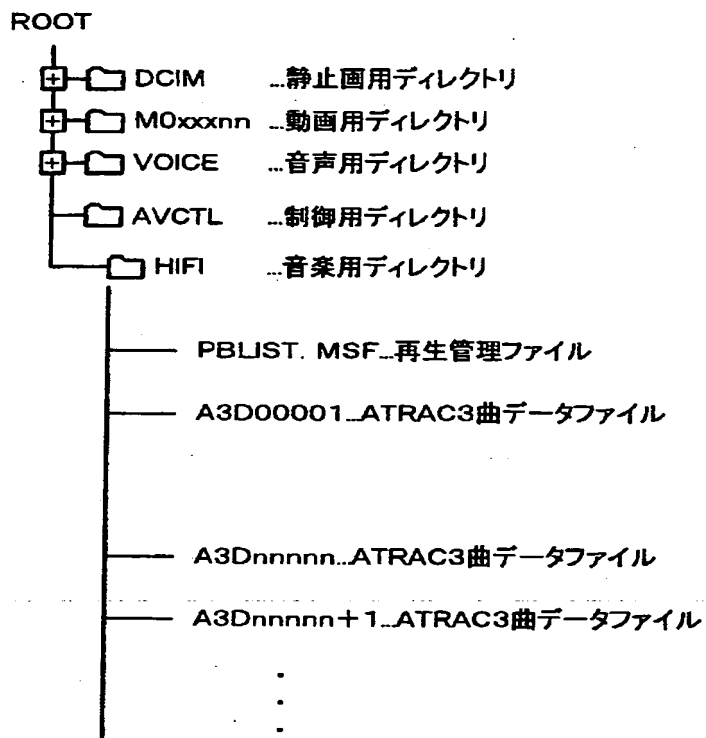 ROOT
DCIM ...静止画用ディレクトリ
M0xxxnn ...動画用ディレクトリ
VOICE ...音声用ディレクトリ
AVCTL ...制御用ディレクトリ
HIFI ...音楽用ディレクトリ
PBLIST. MSF...再生管理ファイル
A3D00001...ATRAC3曲データファイル
A3Dnnnnn...ATRAC3曲データファイル
A3Dnnnnn+1...ATRAC3曲データファイル